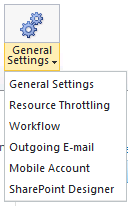 General
Settings
General Settings
Resource Throttling
Workflow
Outgoing E-mail
Mobile Account
SharePoint Designer